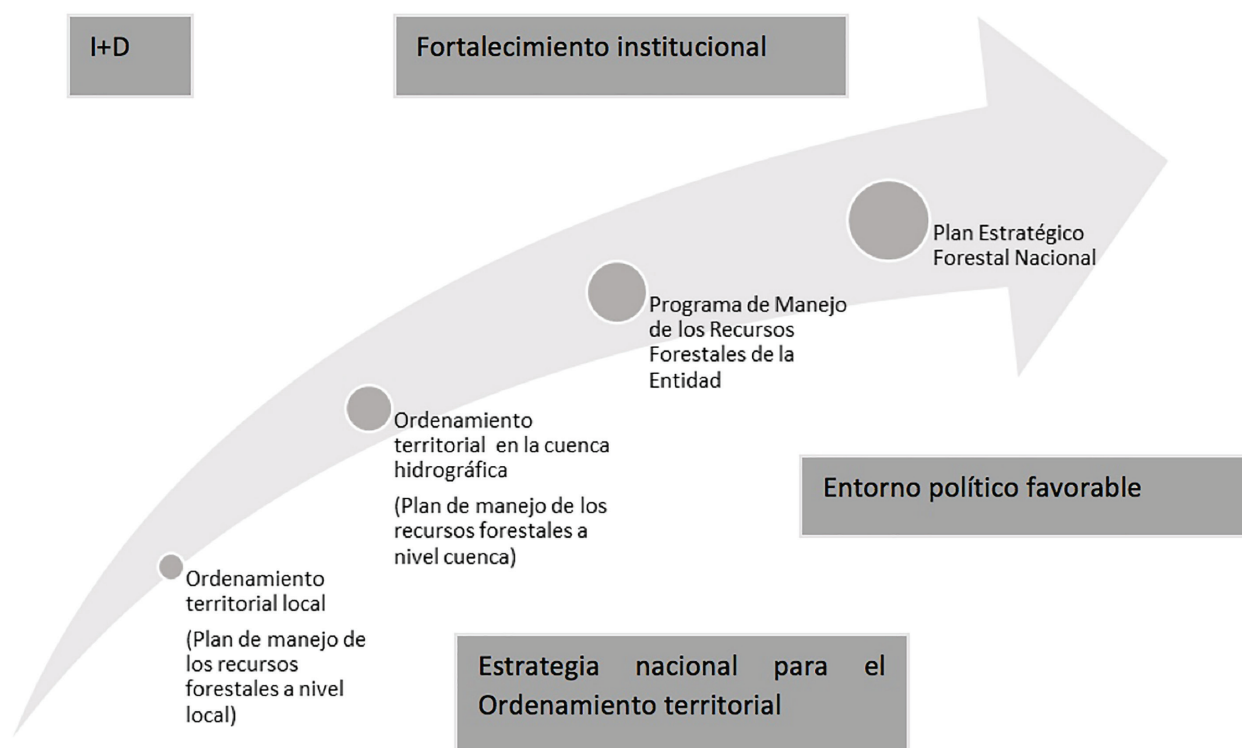 I+D
Fortalecimiento institucional
Plan Estratégico
Forestal Nacional
Programa de Manejo
de los Recursos
Forestales de la
Entidad
Ordenamiento
territorial en la cuenca
hidrográfica
(Plan de manejo de los
recursos forestales a
nivel cuenca)
Entorno político favorable
Ordenamiento
territorial local
(Plan de manejo de
los recursos
forestales a nivel
local)
Estrategia nacional para el
Ordenamiento territorial